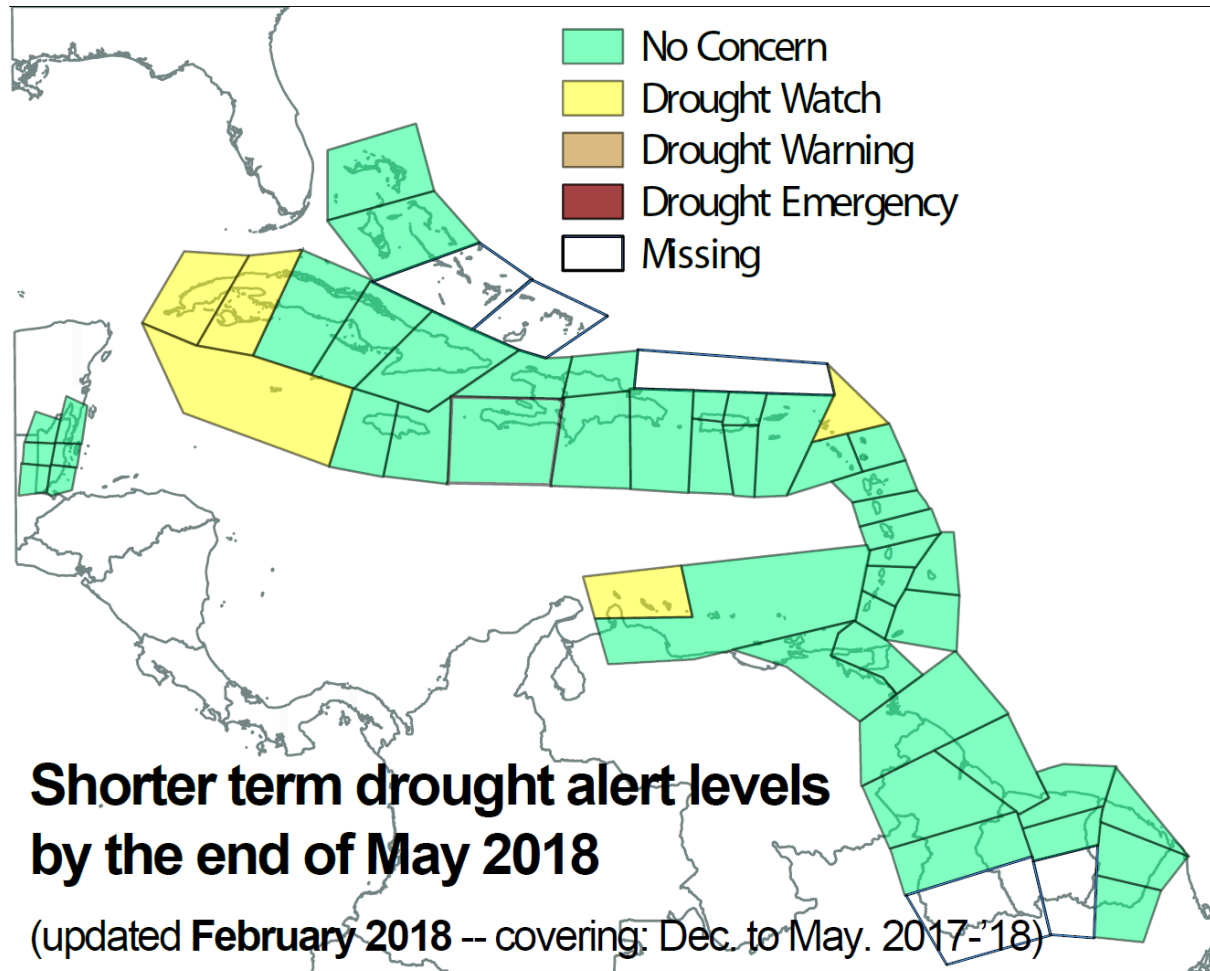 No Concern
Drought Watch
Drought Warning
Drought Emergency
Missing
Shorter term drought alert levels
by the end of May 2018
(updated February 2018 -- covering: Dec. to May. 2017-'18)